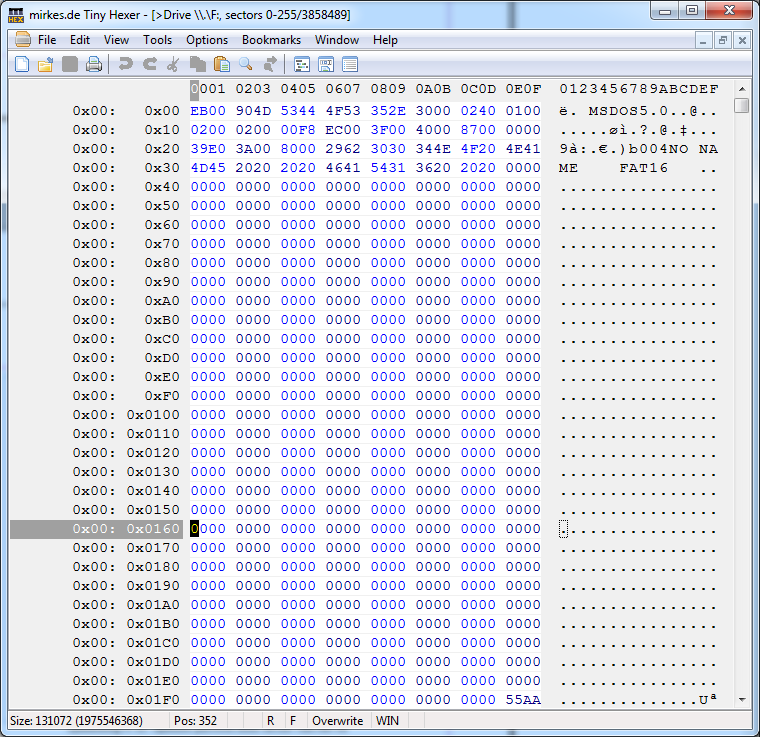 mirkes.de Tiny Hexer - [>Drive \\.\F:, sectors 0-255/3858489]
File Edit View Tools Options Bookmarks Window Help
0001 0203 0405 0607 0809 0A0B 0C0D 0E0F 0123456789ABCDEF
0x00: 0x00 EB00 904D 5344 4F53 352E 3000 0240 0100 ë. MSDOS5.0..@..
0x00: 0x10 0200 0200 00F8 EC00 3F00 4000 8700 0000 .....øì.?.@.‡...
0x00: 0x20 39E0 3A00 8000 2962 3030 344E 4F20 4E41 9à:.€.)b004NO NA
0x00: 0x30 4D45 2020 2020 4641 5431 3620 2020 0000 ME    FAT16   ..
0x00: 0x40 0000 0000 0000 0000 0000 0000 0000 0000 ................
0x00: 0x50 0000 0000 0000 0000 0000 0000 0000 0000 ................
0x00: 0x60 0000 0000 0000 0000 0000 0000 0000 0000 ................
0x00: 0x70 0000 0000 0000 0000 0000 0000 0000 0000 ................
0x00: 0x80 0000 0000 0000 0000 0000 0000 0000 0000 ................
0x00: 0x90 0000 0000 0000 0000 0000 0000 0000 0000 ................
0x00: 0xA0 0000 0000 0000 0000 0000 0000 0000 0000 ................
0x00: 0xB0 0000 0000 0000 0000 0000 0000 0000 0000 ................
0x00: 0xC0 0000 0000 0000 0000 0000 0000 0000 0000 ................
0x00: 0xD0 0000 0000 0000 0000 0000 0000 0000 0000 ................
0x00: 0xE0 0000 0000 0000 0000 0000 0000 0000 0000 ................
0x00: 0xF0 0000 0000 0000 0000 0000 0000 0000 0000 ................
0x00: 0x0100 0000 0000 0000 0000 0000 0000 0000 0000 ................
0x00: 0x0110 0000 0000 0000 0000 0000 0000 0000 0000 ................
0x00: 0x0120 0000 0000 0000 0000 0000 0000 0000 0000 ................
0x00: 0x0130 0000 0000 0000 0000 0000 0000 0000 0000 ................
0x00: 0x0140 0000 0000 0000 0000 0000 0000 0000 0000 ................
0x00: 0x0150 0000 0000 0000 0000 0000 0000 0000 0000 ................
0x00: 0x0160 0000 0000 0000 0000 0000 0000 0000 0000 ................
0x00: 0x0170 0000 0000 0000 0000 0000 0000 0000 0000 ................
0x00: 0x0180 0000 0000 0000 0000 0000 0000 0000 0000 ................
0x00: 0x0190 0000 0000 0000 0000 0000 0000 0000 0000 ................
0x00: 0x01A0 0000 0000 0000 0000 0000 0000 0000 0000 ................
0x00: 0x01B0 0000 0000 0000 0000 0000 0000 0000 0000 ................
0x00: 0x01C0 0000 0000 0000 0000 0000 0000 0000 0000 ................
0x00: 0x01D0 0000 0000 0000 0000 0000 0000 0000 0000 ................
0x00: 0x01E0 0000 0000 0000 0000 0000 0000 0000 0000 ................
0x00: 0x01F0 0000 0000 0000 0000 0000 0000 0000 55AA ..............Uª
Size: 131072 (1975546368) Pos: 352 R F Overwrite WIN